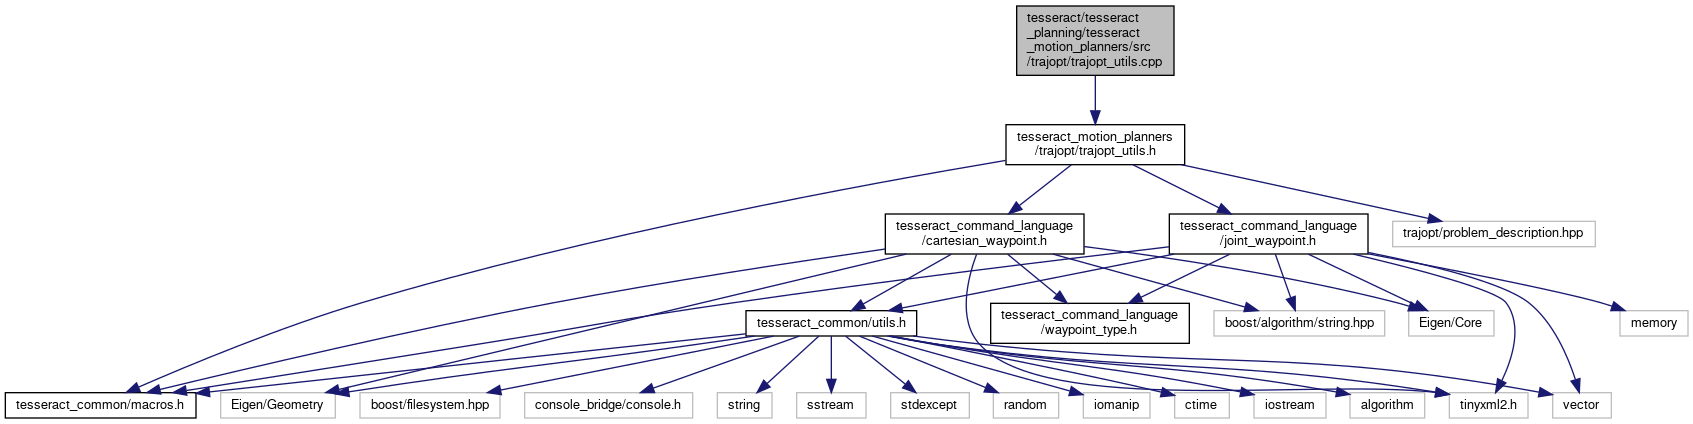 tesseract/tesseract
_planning/tesseract
_motion_planners/src
/trajopt/trajopt_utils.cpp
tesseract_motion_planners
/trajopt/trajopt_utils.h
tesseract_command_language
/cartesian_waypoint.h
tesseract_command_language
/joint_waypoint.h
trajopt/problem_description.hpp
tesseract_common/utils.h
tesseract_command_language
/waypoint_type.h
boost/algorithm/string.hpp
Eigen/Core
memory
tesseract_common/macros.h
Eigen/Geometry
boost/filesystem.hpp
console_bridge/console.h
string
sstream
stdexcept
random
iomanip
ctime
iostream
algorithm
tinyxml2.h
vector